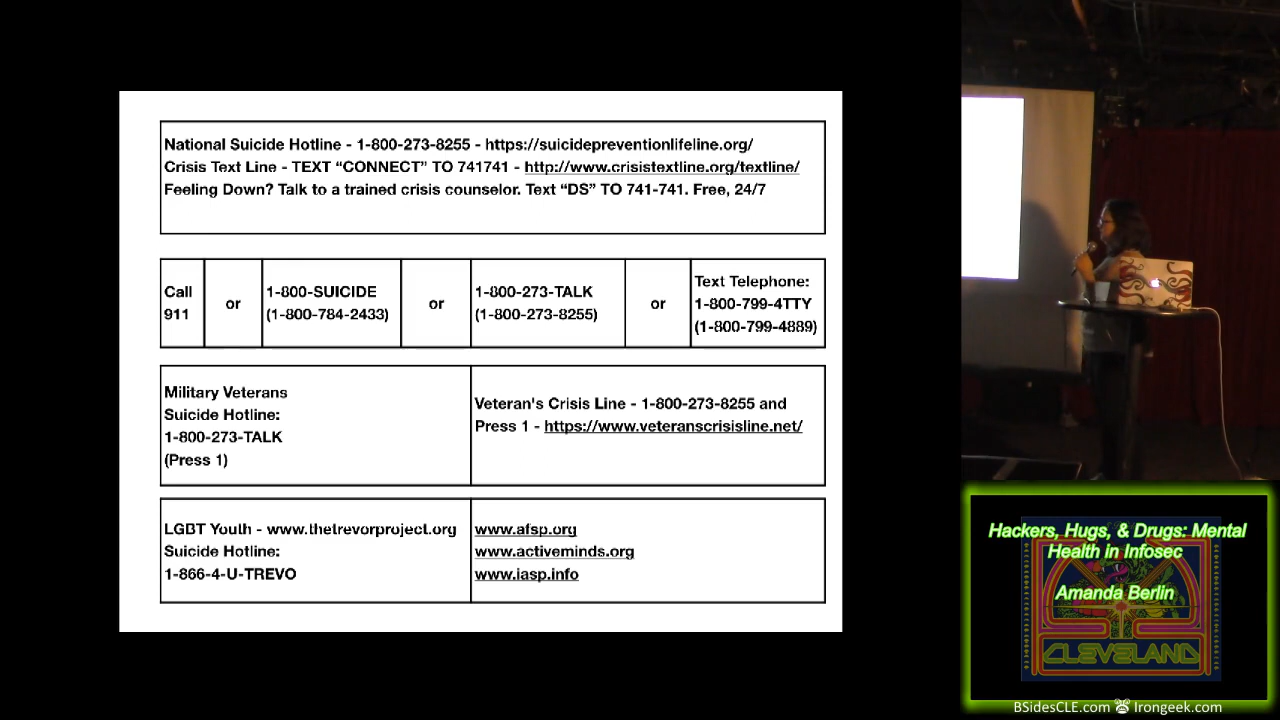 National Suicide Hotline - 1-800-273-8255 - https://suicidepreventionlifeline.org/
Crisis Text Line - TEXT “CONNECT” TO 741741 - http://www.crisistextline.org/textline/
Feeling Down? Talk to a trained crisis counselor. Text “DS” TO 741-741. Free, 24/7
Call
911
or
1-800-SUICIDE
(1-800-784-2433)
or
1-800-273-TALK
(1-800-273-8255)
or
Text Telephone:
1-800-799-4TTY
(1-800-799-4889)
Military Veterans
Suicide Hotline:
1-800-273-TALK
(Press 1)
Veteran's Crisis Line - 1-800-273-8255 and
Press 1 - https://www.veteranscrisisline.net/
LGBT Youth - www.thetrevorproject.org
Suicide Hotline:
1-866-4-U-TREVO
www.afsp.org
www.activeminds.org
www.iasp.info
Hackers, Hugs, & Drugs: Mental
Health in Infosec
Amanda Berlin
CLEVELAND
BSidesCLE.com Irongeek.com